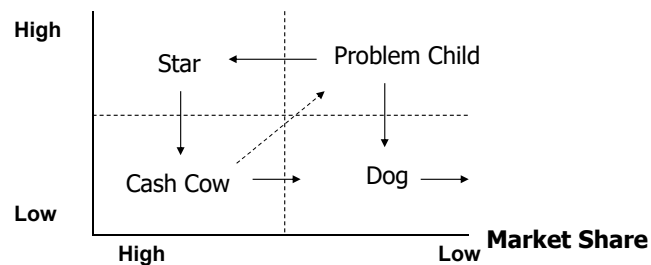 High
Star
Problem Child
Cash Cow
Dog
Low
High
Low
Market Share